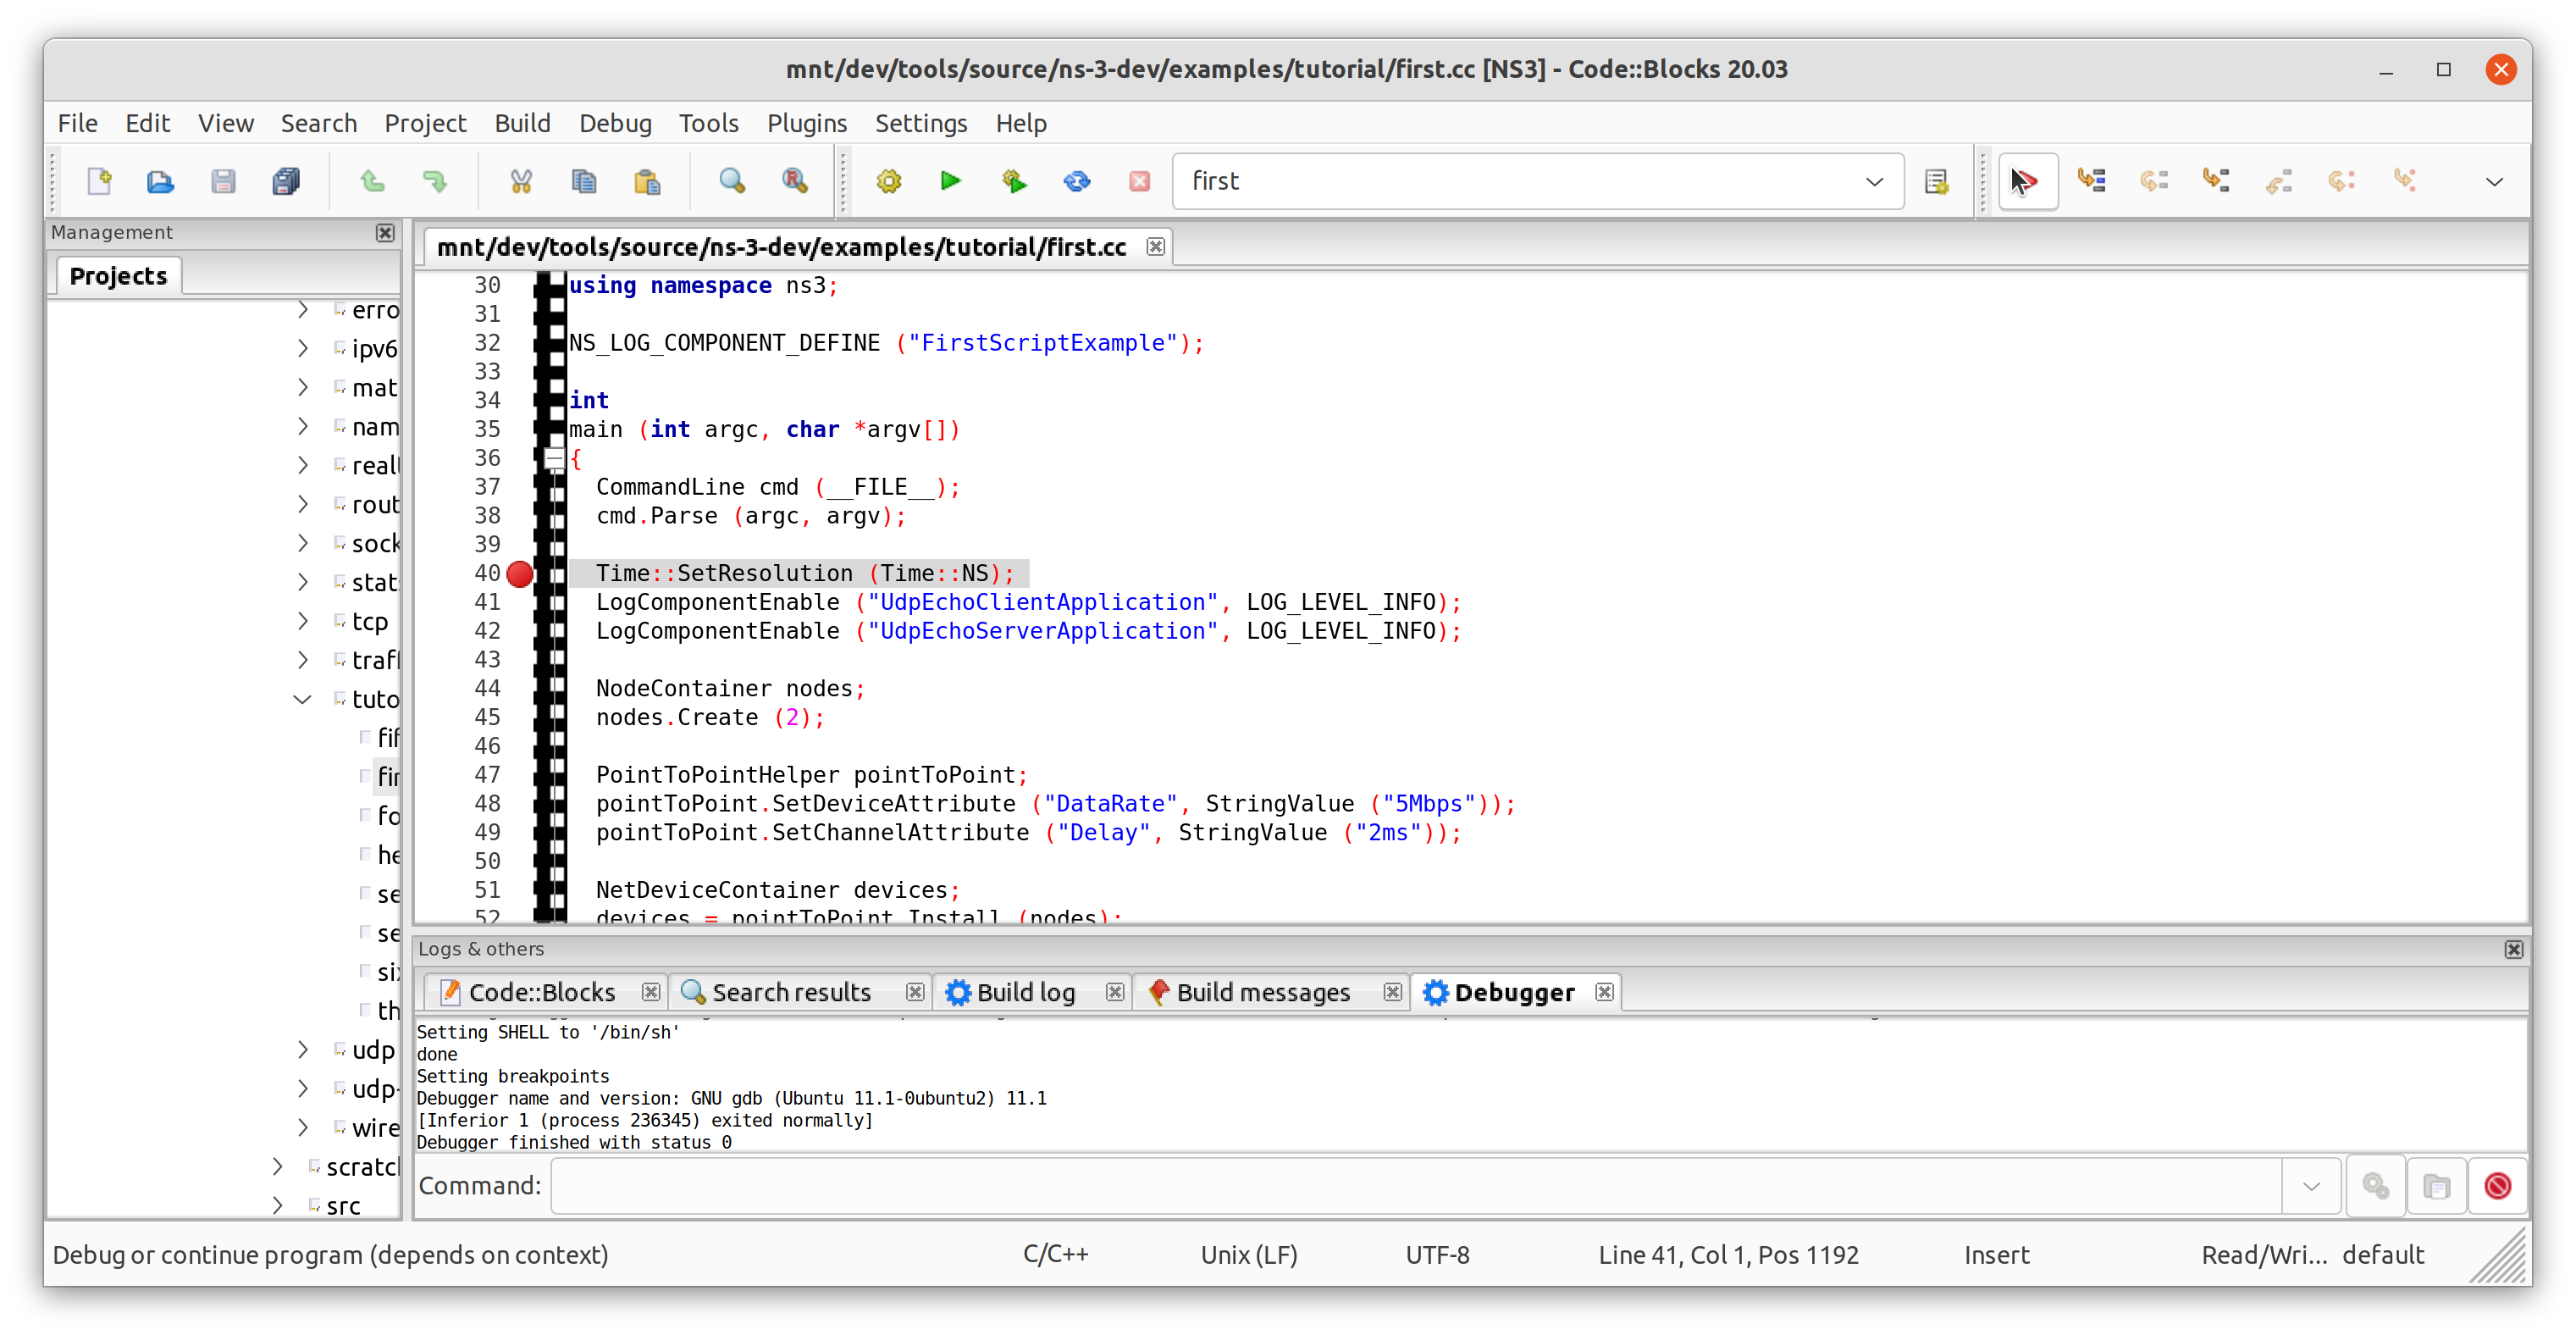 mnt/dev/tools/source/ns-3-dev/examples/tutorial/first.cc [NS3] - Code::Blocks 20.03
File Edit View Search Project Build Debug Tools Plugins Settings Help
first
Management
Projects
erro
ipv6
mat
nam
real
rout
sock
stat
tcp
traf
tuto
fif
fir
fo
he
se
se
six
th
udp
udp-
wire
scratc
src
mnt/dev/tools/source/ns-3-dev/examples/tutorial/first.cc
30 using namespace ns3;
31
32 NS_LOG_COMPONENT_DEFINE ("FirstScriptExample");
33
34 int
35 main (int argc, char *argv[])
36 {
37 CommandLine cmd (__FILE__);
38 cmd.Parse (argc, argv);
39
40 Time::SetResolution (Time::NS);
41 LogComponentEnable ("UdpEchoClientApplication", LOG_LEVEL_INFO);
42 LogComponentEnable ("UdpEchoServerApplication", LOG_LEVEL_INFO);
43
44 NodeContainer nodes;
45 nodes.Create (2);
46
47 PointToPointHelper pointToPoint;
48 pointToPoint.SetDeviceAttribute ("DataRate", StringValue ("5Mbps"));
49 pointToPoint.SetChannelAttribute ("Delay", StringValue ("2ms"));
50
51 NetDeviceContainer devices;
52 devices = pointToPoint.Install (nodes);
Logs & others
Code::Blocks Search results Build log Build messages Debugger
Setting SHELL to '/bin/sh'
done
Setting breakpoints
Debugger name and version: GNU gdb (Ubuntu 11.1-0ubuntu2) 11.1
[Inferior 1 (process 236345) exited normally]
Debugger finished with status 0
Command:
Debug or continue program (depends on context) C/C++ Unix (LF) UTF-8 Line 41, Col 1, Pos 1192 Insert Read/Wri... default